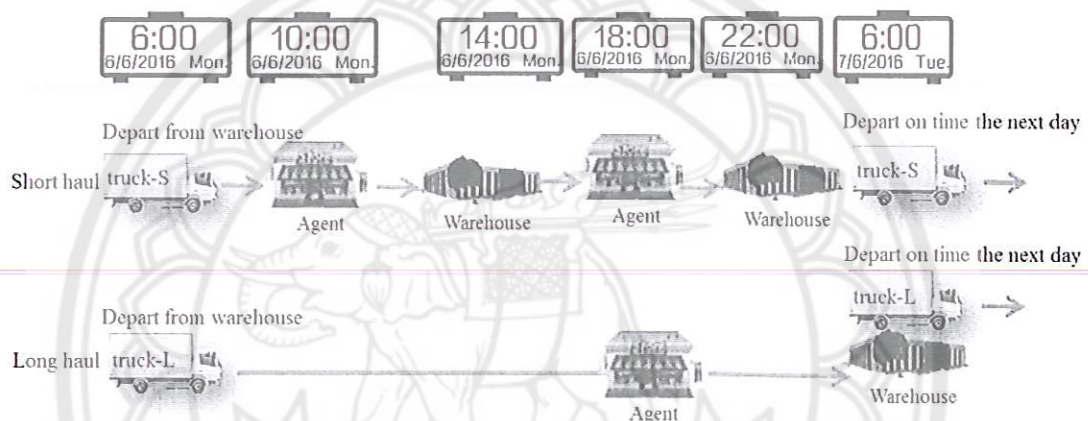 6:00
6/6/2016 Mon.
10:00
6/6/2016 Mon.
14:00
6/6/2016 Mon.
18:00
6/6/2016 Mon.
22:00
6/6/2016 Mon.
6:00
7/6/2016 Tue.
Depart from warehouse
Depart on time the next day
Short haul
truck-S
Agent
Warehouse
Agent
Warehouse
truck-S
Depart on time the next day
Depart from warehouse
truck-L
Long haul
truck-L
Agent
Warehouse